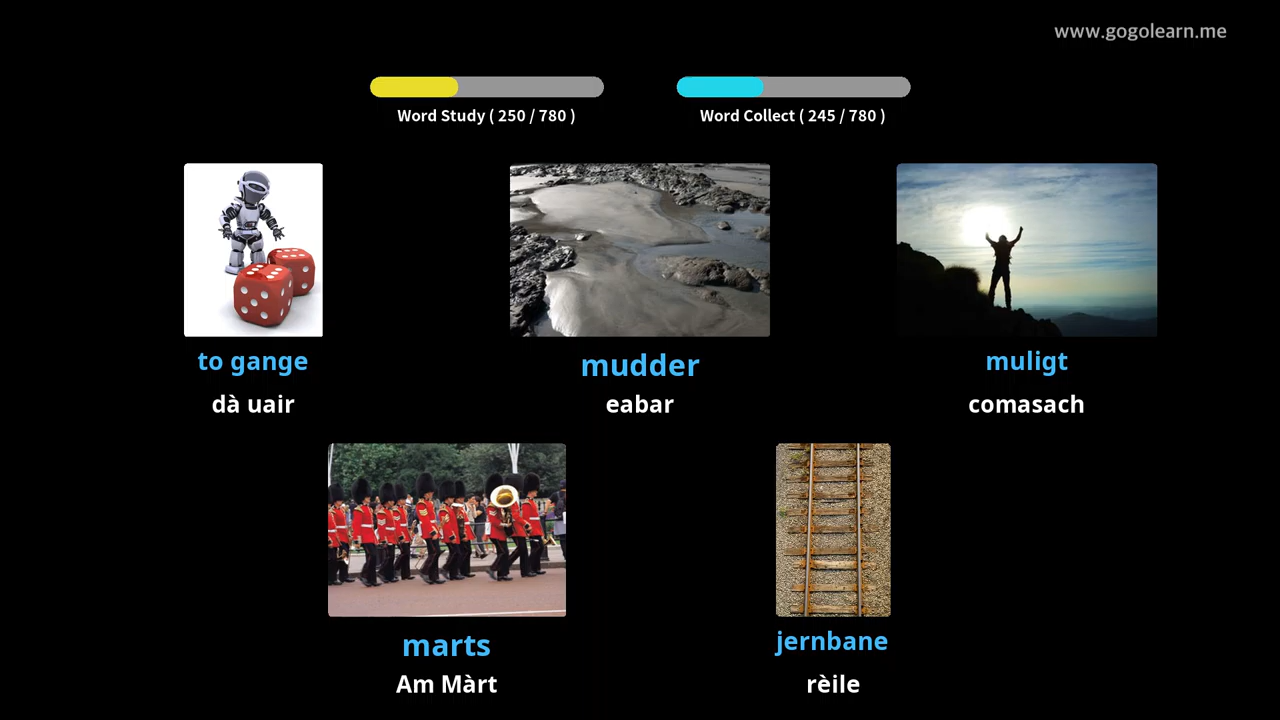 www.gogolearn.me
Word Study ( 250 / 780 )
Word Collect ( 245 / 780 )
to gange
dà uair
mudder
eabar
muligt
comasach
marts
Am Màrt
jernbane
rèile